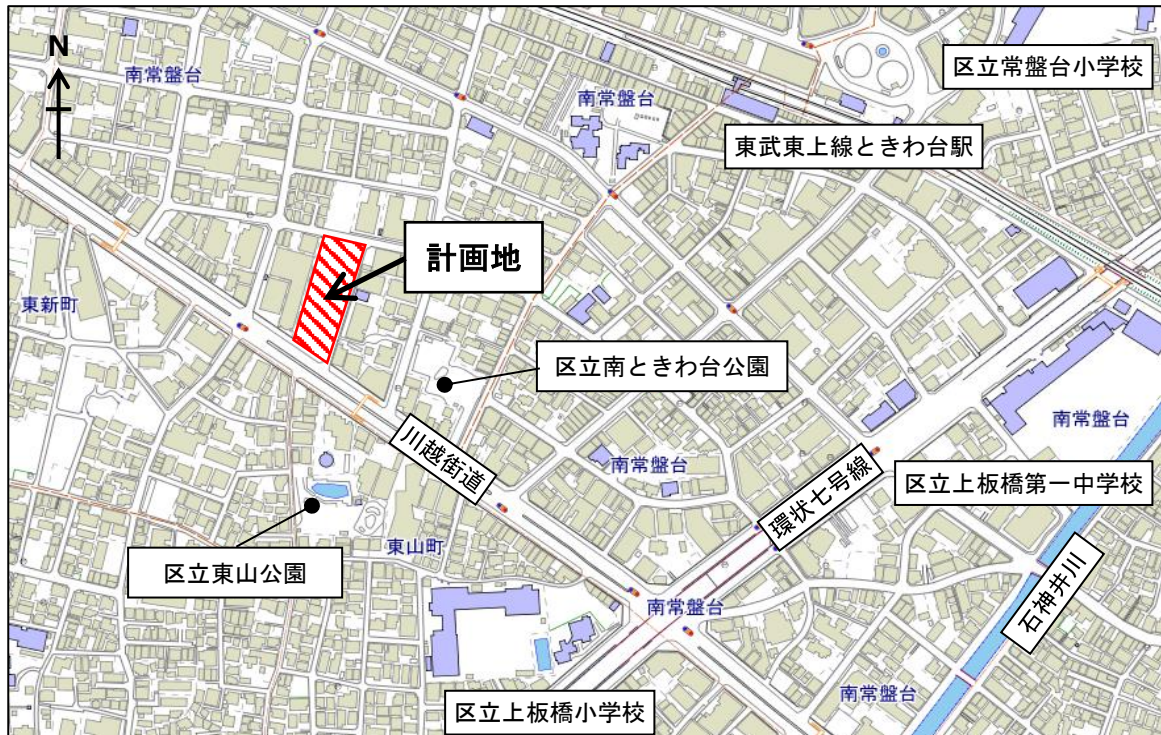 N
南常盤台
区立常盤台小学校
南常盤台
東武東上線ときわ台駅
計画地
東新町
区立南ときわ台公園
川越街道
南常盤台
環状七号線
南常盤台
区立上板橋第一中学校
東山町
区立東山公園
石神井川
南常盤台
南常盤台
区立上板橋小学校